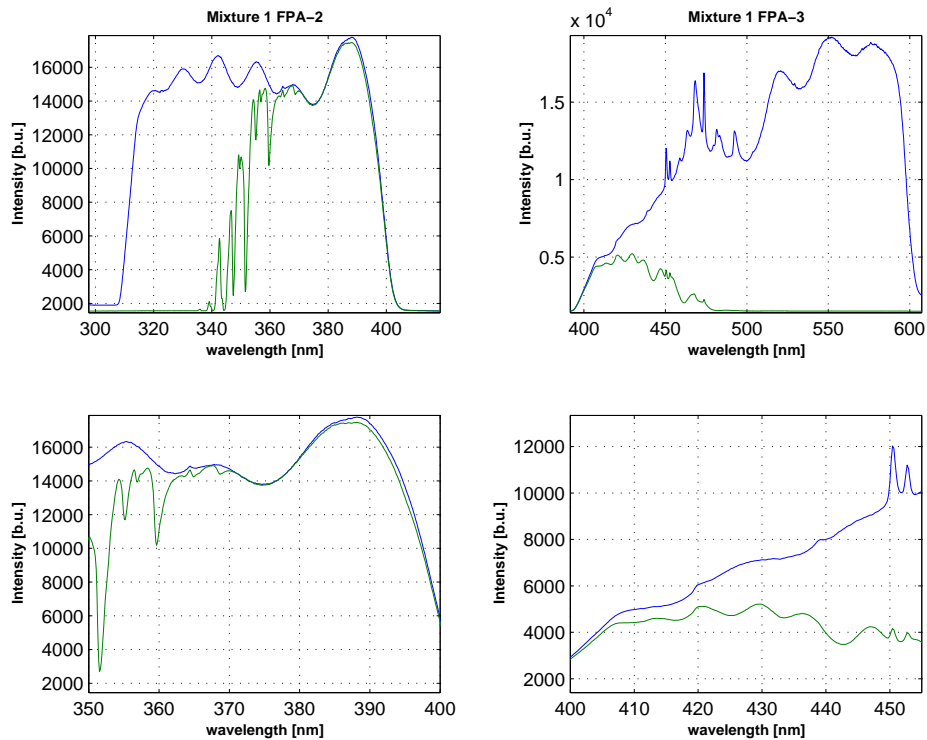 Mixture 1 FPA−2
Intensity [b.u.]
16000
14000
12000
10000
8000
6000
4000
2000
300 320 340 360 380 400
wavelength [nm]
Mixture 1 FPA−3
x 10^4
Intensity [b.u.]
1.5
1
0.5
400 450 500 550 600
wavelength [nm]
Intensity [b.u.]
16000
14000
12000
10000
8000
6000
4000
2000
350 360 370 380 390 400
wavelength [nm]
Intensity [b.u.]
12000
10000
8000
6000
4000
2000
400 410 420 430 440 450
wavelength [nm]